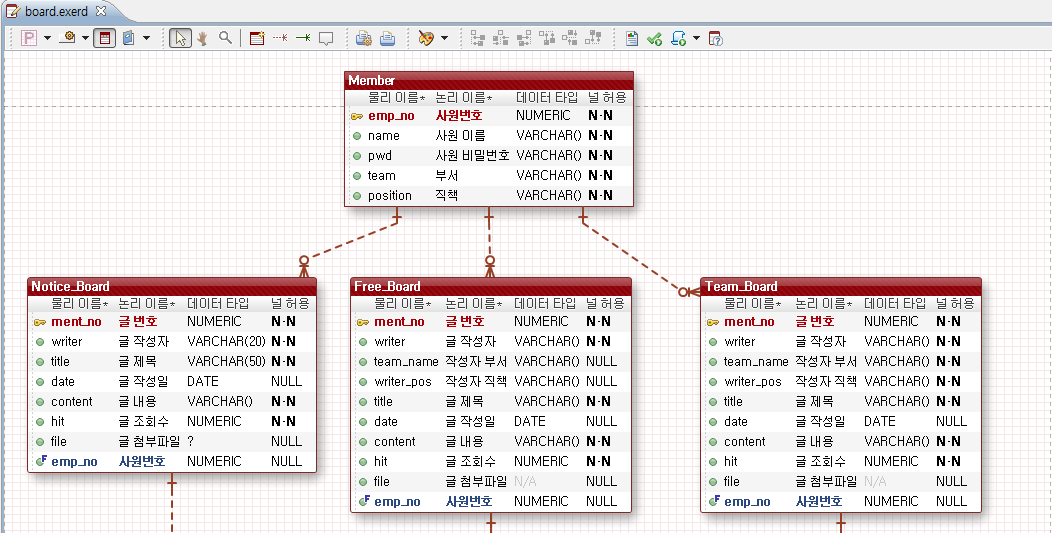 board.exerd
Member
물리 이름* 논리 이름* 데이터 타입 널 허용
emp_no 사원번호 NUMERIC N·N
name 사원 이름 VARCHAR() N·N
pwd 사원 비밀번호 VARCHAR() N·N
team 부서 VARCHAR() N·N
position 직책 VARCHAR() N·N
Notice_Board
물리 이름* 논리 이름* 데이터 타입 널 허용
ment_no 글 번호 NUMERIC N·N
writer 글 작성자 VARCHAR(20) N·N
title 글 제목 VARCHAR(50) N·N
date 글 작성일 DATE NULL
content 글 내용 VARCHAR() N·N
hit 글 조회수 NUMERIC N·N
file 글 첨부파일 ? NULL
emp_no 사원번호 NUMERIC NULL
Free_Board
물리 이름* 논리 이름* 데이터 타입 널 허용
ment_no 글 번호 NUMERIC N·N
writer 글 작성자 VARCHAR() N·N
team_name 작성자 부서 VARCHAR() NULL
writer_pos 작성자 직책 VARCHAR() NULL
title 글 제목 VARCHAR() N·N
date 글 작성일 DATE NULL
content 글 내용 VARCHAR() N·N
hit 글 조회수 NUMERIC N·N
file 글 첨부파일 N/A NULL
emp_no 사원번호 NUMERIC NULL
Team_Board
물리 이름* 논리 이름* 데이터 타입 널 허용
ment_no 글 번호 NUMERIC N·N
writer 글 작성자 VARCHAR() N·N
team_name 작성자 부서 VARCHAR() N·N
writer_pos 작성자 직책 VARCHAR() N·N
title 글 제목 VARCHAR() N·N
date 글 작성일 DATE NULL
content 글 내용 VARCHAR() N·N
hit 글 조회수 NUMERIC N·N
file 글 첨부파일 N/A NULL
emp_no 사원번호 NUMERIC NULL